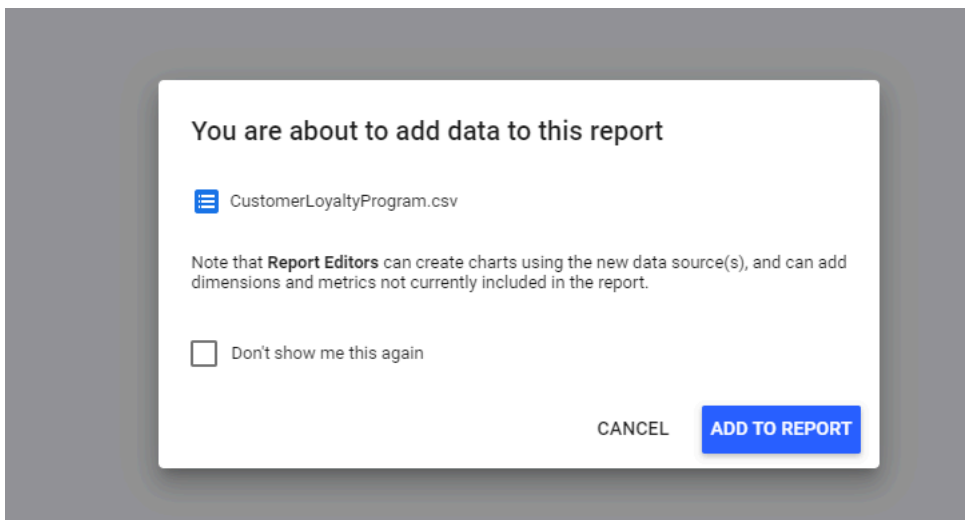 You are about to add data to this report
CustomerLoyaltyProgram.csv
Note that Report Editors can create charts using the new data source(s), and can add
dimensions and metrics not currently included in the report.
Don't show me this again
CANCEL ADD TO REPORT